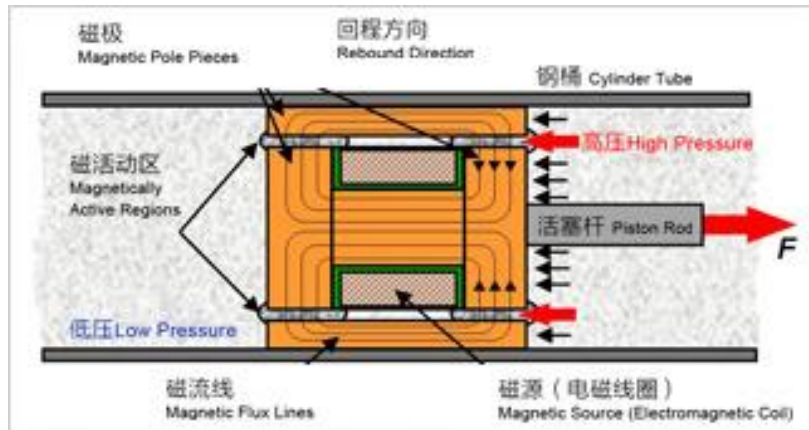 磁极
Magnetic Pole Pieces
回程方向
Rebound Direction
钢桶 Cylinder Tube
高压High Pressure
磁活动区
Magnetically
Active Regions
活塞杆 Piston Rod
F
低压Low Pressure
磁流线
Magnetic Flux Lines
磁源（电磁线圈）
Magnetic Source (Electromagnetic Coil)